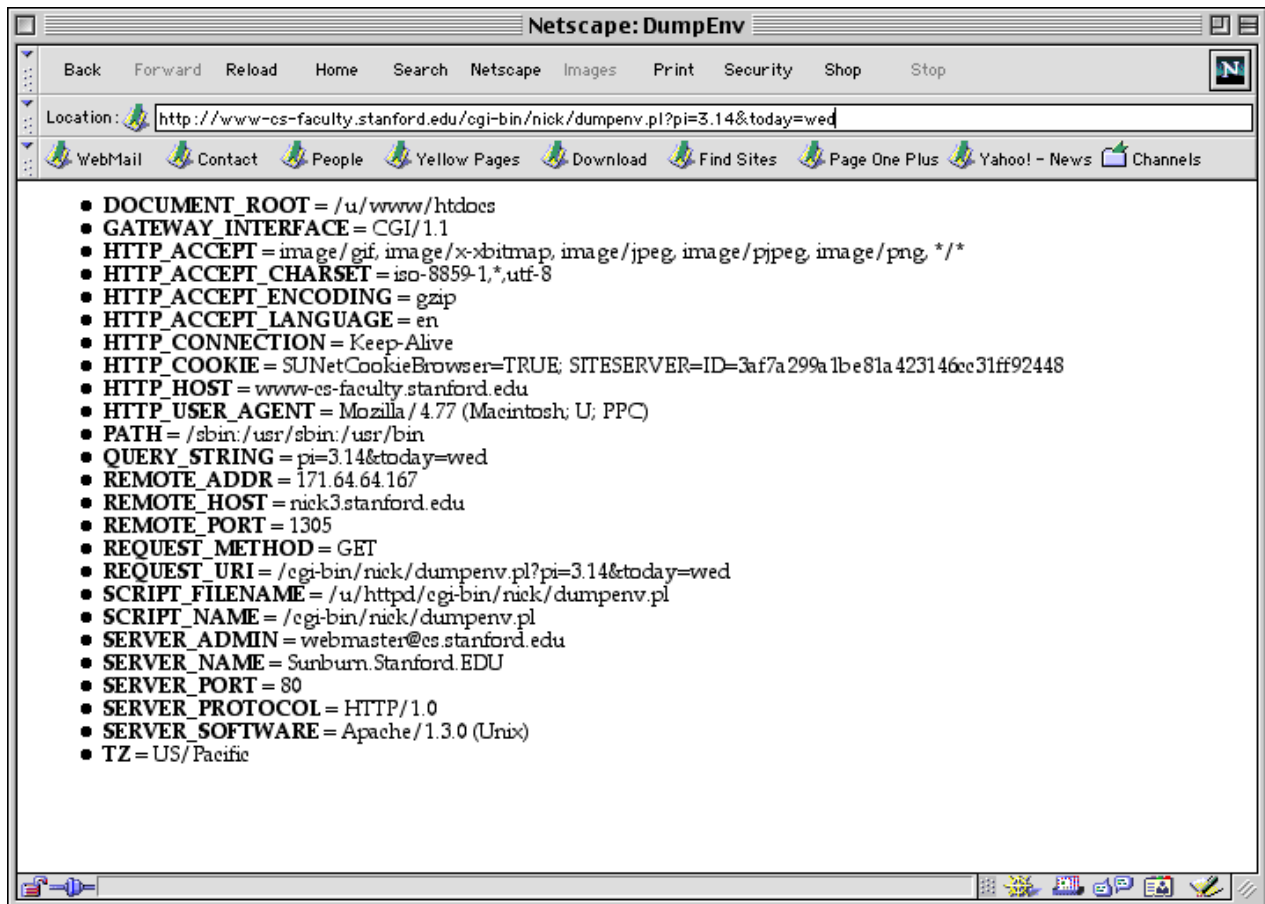 Netscape: DumpEnv
Back Forward Reload Home Search Netscape Images Print Security Shop Stop
N
Location: http://www-cs-faculty.stanford.edu/cgi-bin/nick/dumpenv.pl?pi=3.14&today=wed
WebMail Contact People Yellow Pages Download Find Sites Page One Plus Yahoo! - News Channels
• DOCUMENT_ROOT = /u/www/htdocs
• GATEWAY_INTERFACE = CGI/1.1
• HTTP_ACCEPT = image/gif, image/x-xbitmap, image/jpeg, image/pjpeg, image/png, */*
• HTTP_ACCEPT_CHARSET = iso-8859-1,*,utf-8
• HTTP_ACCEPT_ENCODING = gzip
• HTTP_ACCEPT_LANGUAGE = en
• HTTP_CONNECTION = Keep-Alive
• HTTP_COOKIE = SUNetCookieBrowser=TRUE; SITESERVER=ID=3af7a299a1be81a423146cc31ff92448
• HTTP_HOST = www-cs-faculty.stanford.edu
• HTTP_USER_AGENT = Mozilla/4.77 (Macintosh; U; PPC)
• PATH = /sbin:/usr/sbin:/usr/bin
• QUERY_STRING = pi=3.14&today=wed
• REMOTE_ADDR = 171.64.64.167
• REMOTE_HOST = nick3.stanford.edu
• REMOTE_PORT = 1305
• REQUEST_METHOD = GET
• REQUEST_URI = /cgi-bin/nick/dumpenv.pl?pi=3.14&today=wed
• SCRIPT_FILENAME = /u/httpd/cgi-bin/nick/dumpenv.pl
• SCRIPT_NAME = /cgi-bin/nick/dumpenv.pl
• SERVER_ADMIN = webmaster@cs.stanford.edu
• SERVER_NAME = Sunburn.Stanford.EDU
• SERVER_PORT = 80
• SERVER_PROTOCOL = HTTP/1.0
• SERVER_SOFTWARE = Apache/1.3.0 (Unix)
• TZ = US/Pacific